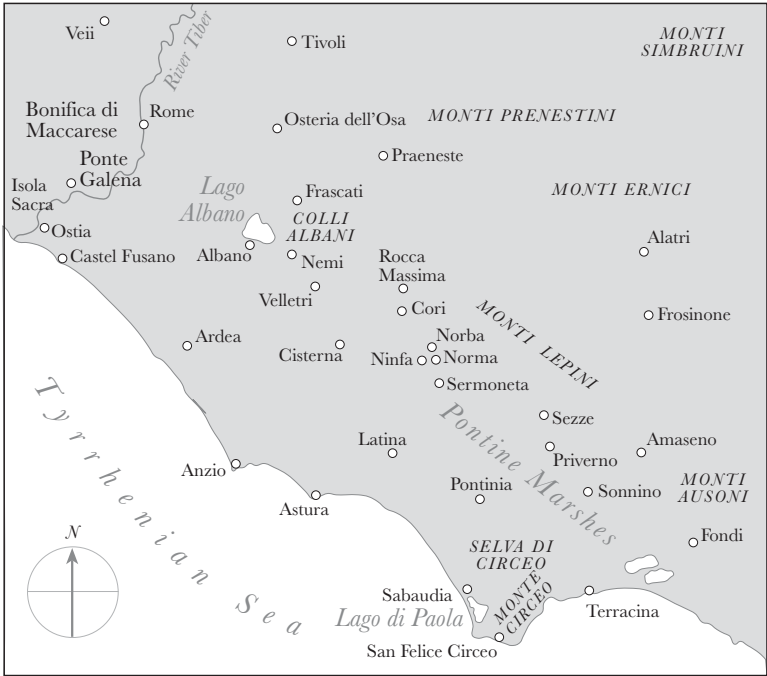 Veii
River Tiber
Tivoli
MONTI
SIMBRUINI
Bonifica di
Maccarese
Rome
Osteria dell’Osa
MONTI PRENESTINI
Praeneste
Ponte
Galena
Isola
Sacra
Lago
Albano
Frascati
MONTI ERNICI
COLLI
ALBANI
Ostia
Alatri
Castel Fusano
Albano
Nemi
Rocca
Massima
Velletri
Cori
MONTI LEPINI
Frosinone
Ardea
Cisterna
Norba
Ninfa
Norma
Sermoneta
Tyrrhenian Sea
Pontine Marshes
Sezze
Latina
Priverno
Amaseno
Anzio
Pontinia
Sonnino
MONTI
AUSONI
Astura
Fondi
N
SELVA DI
CIRCEO
MONTE
CIRCEO
Sabaudia
Lago di Paola
Terracina
San Felice Circeo